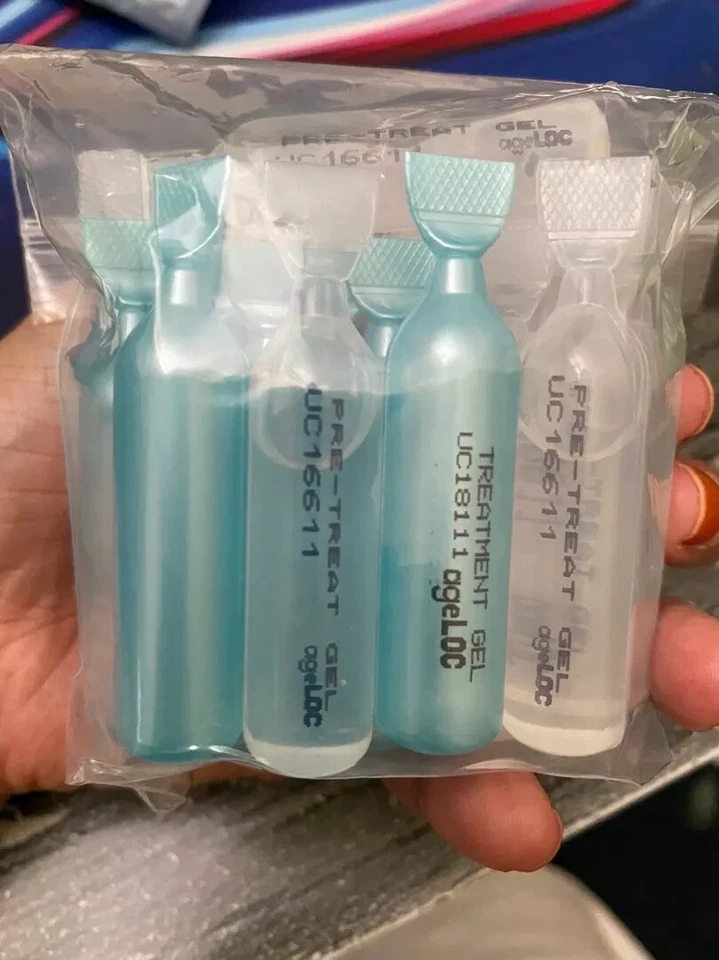 PRE-TREAT GEL
UC16611 ageLOC
PRE-TREAT GEL
UC16611 ageLOC
TREATMENT GEL
UC18111 ageLOC
PRE-TREAT GEL
UC16611 ageLOC